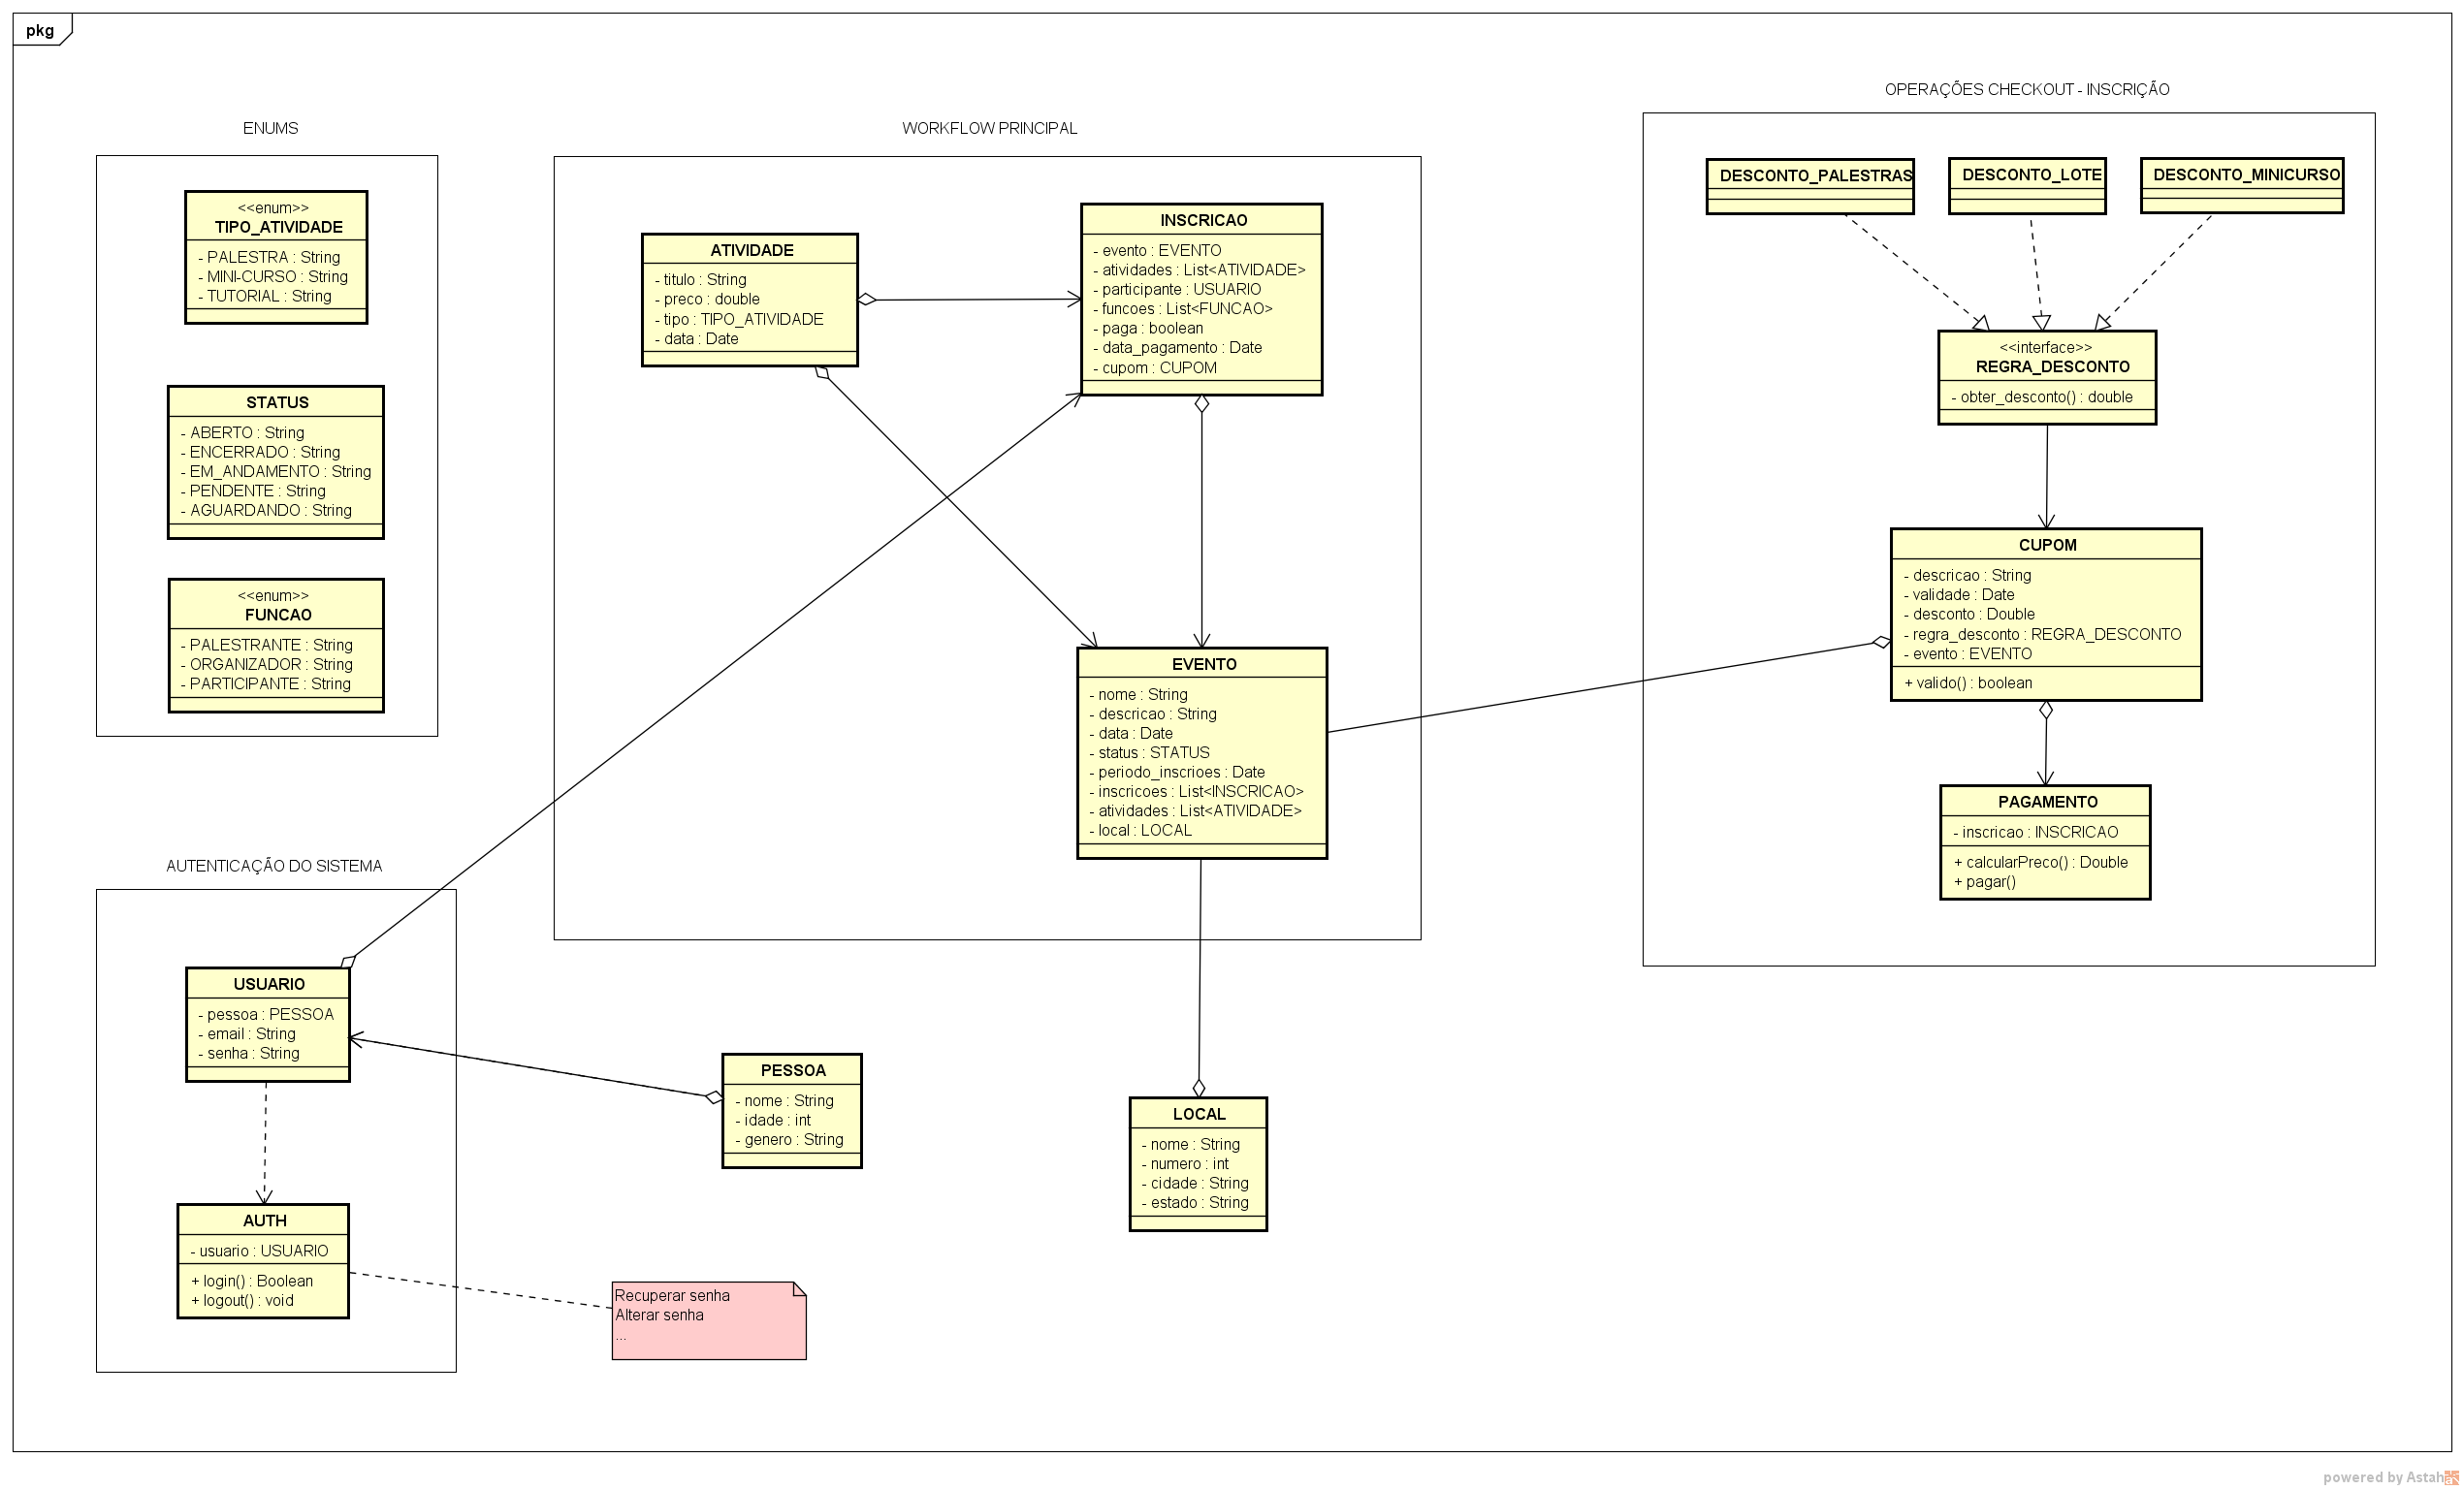 pkg
ENUMS
<<enum>>
TIPO_ATIVIDADE
- PALESTRA : String
- MINI-CURSO : String
- TUTORIAL : String
STATUS
- ABERTO : String
- ENCERRADO : String
- EM_ANDAMENTO : String
- PENDENTE : String
- AGUARDANDO : String
<<enum>>
FUNCAO
- PALESTRANTE : String
- ORGANIZADOR : String
- PARTICIPANTE : String
WORKFLOW PRINCIPAL
ATIVIDADE
- titulo : String
- preco : double
- tipo : TIPO_ATIVIDADE
- data : Date
INSCRICAO
- evento : EVENTO
- atividades : List<ATIVIDADE>
- participante : USUARIO
- funcoes : List<FUNCAO>
- paga : boolean
- data_pagamento : Date
- cupom : CUPOM
EVENTO
- nome : String
- descricao : String
- data : Date
- status : STATUS
- periodo_inscrioes : Date
- inscricoes : List<INSCRICAO>
- atividades : List<ATIVIDADE>
- local : LOCAL
OPERAÇÕES CHECKOUT - INSCRIÇÃO
DESCONTO_PALESTRAS
DESCONTO_LOTE
DESCONTO_MINICURSO
<<interface>>
REGRA_DESCONTO
- obter_desconto() : double
CUPOM
- descricao : String
- validade : Date
- desconto : Double
- regra_desconto : REGRA_DESCONTO
- evento : EVENTO
+ valido() : boolean
PAGAMENTO
- inscricao : INSCRICAO
+ calcularPreco() : Double
+ pagar()
AUTENTICAÇÃO DO SISTEMA
USUARIO
- pessoa : PESSOA
- email : String
- senha : String
AUTH
- usuario : USUARIO
+ login() : Boolean
+ logout() : void
PESSOA
- nome : String
- idade : int
- genero : String
LOCAL
- nome : String
- numero : int
- cidade : String
- estado : String
Recuperar senha
Alterar senha
...
powered by Astah